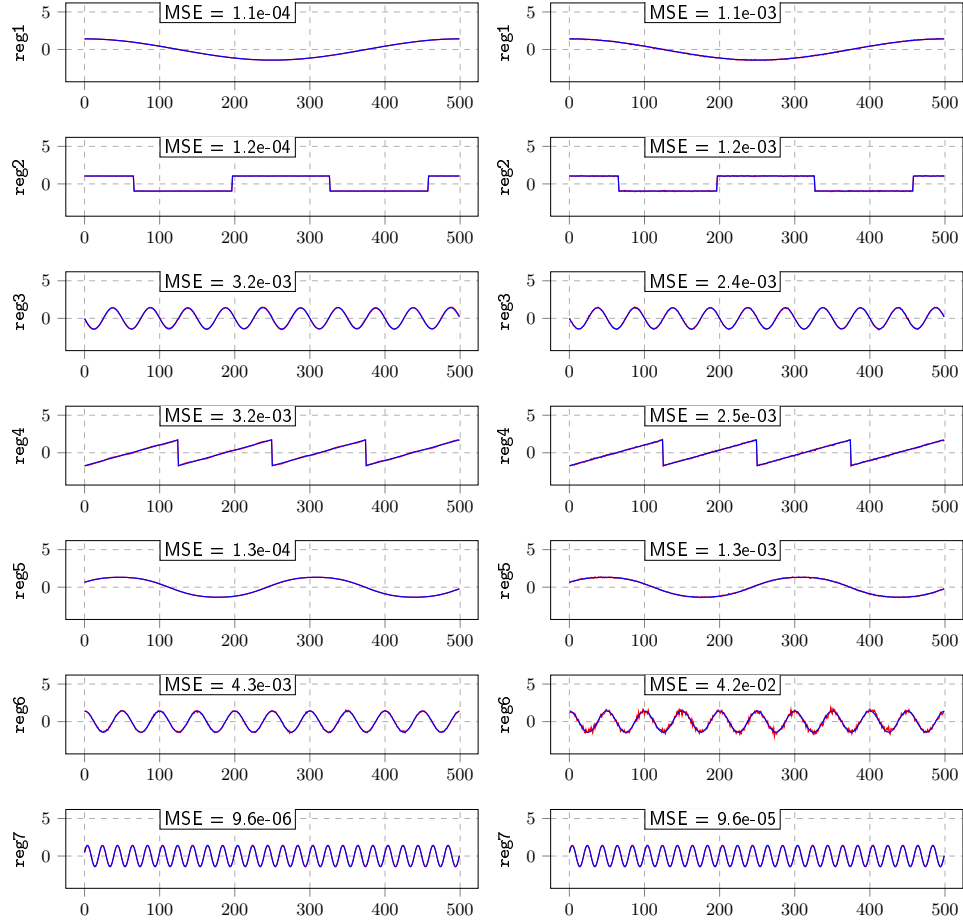 MSE = 1.1e-04 MSE = 1.1e-03
5 5
reg1 0 reg1 0
0 100 200 300 400 500 0 100 200 300 400 500
MSE = 1.2e-04 MSE = 1.2e-03
5 5
reg2 0 reg2 0
0 100 200 300 400 500 0 100 200 300 400 500
MSE = 3.2e-03 MSE = 2.4e-03
5 5
reg3 0 reg3 0
0 100 200 300 400 500 0 100 200 300 400 500
MSE = 3.2e-03 MSE = 2.5e-03
5 5
reg4 0 reg4 0
0 100 200 300 400 500 0 100 200 300 400 500
MSE = 1.3e-04 MSE = 1.3e-03
5 5
reg5 0 reg5 0
0 100 200 300 400 500 0 100 200 300 400 500
MSE = 4.3e-03 MSE = 4.2e-02
5 5
reg6 0 reg6 0
0 100 200 300 400 500 0 100 200 300 400 500
MSE = 9.6e-06 MSE = 9.6e-05
5 5
reg7 0 reg7 0
0 100 200 300 400 500 0 100 200 300 400 500